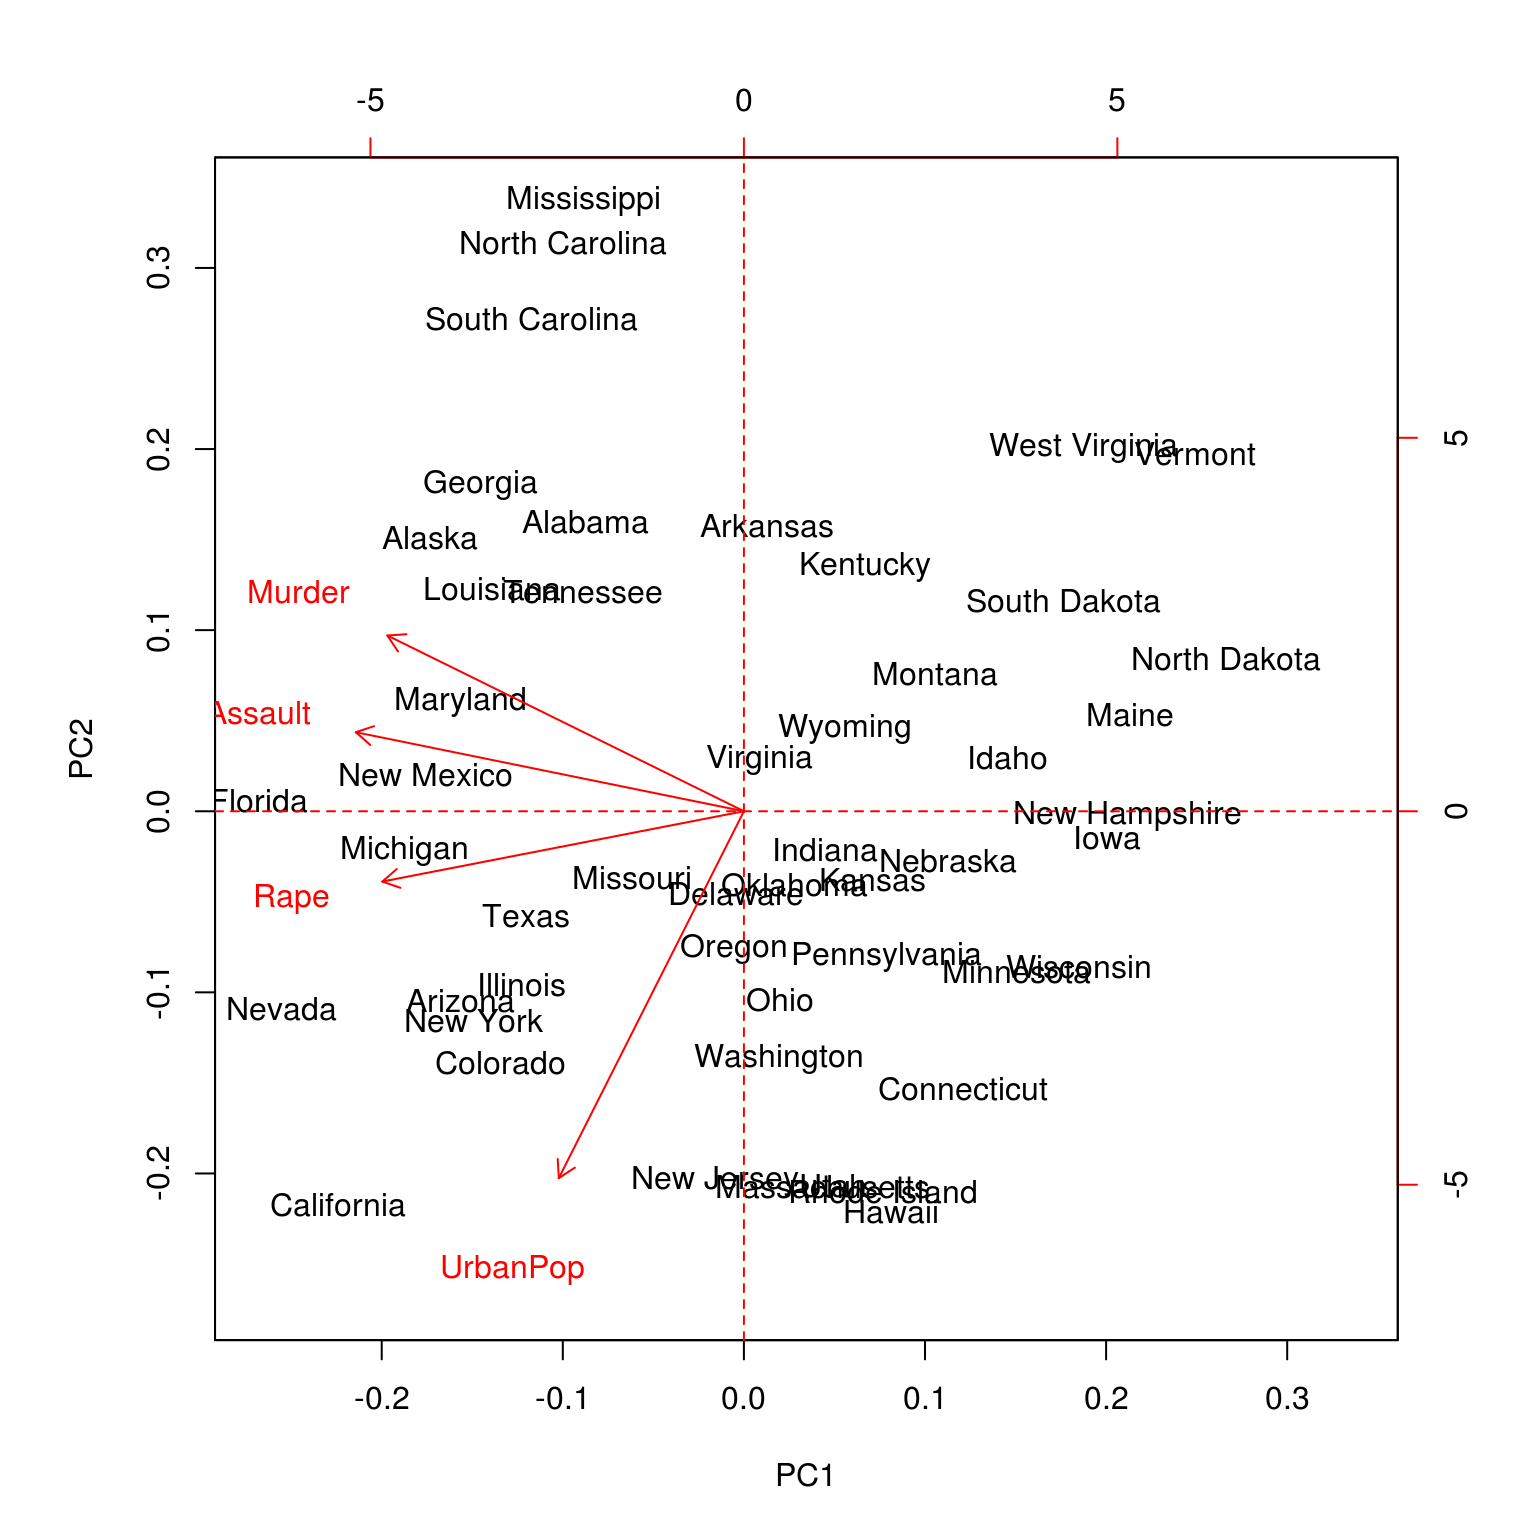 -5 0 5
Mississippi
North Carolina
0.3
South Carolina
5
0.2
West Virginia Vermont
Georgia
Alabama Arkansas
Alaska
Kentucky
Murder Louisiana Tennessee
South Dakota
0.1
North Dakota
Montana
Maryland
Assault Maine
Wyoming
PC2
Virginia Idaho
New Mexico
Florida
0.0 New Hampshire 0
Iowa
Michigan Indiana
Nebraska
Missouri Oklahoma Kansas
Rape Delaware
Texas
Oregon Pennsylvania
Minnesota Wisconsin
Illinois
-0.1 Arizona Ohio
Nevada
New York
Washington
Colorado
Connecticut
-0.2 New Jersey -5
Massachusetts Utah Rhode Island
California Hawaii
UrbanPop
-0.2 -0.1 0.0 0.1 0.2 0.3
PC1